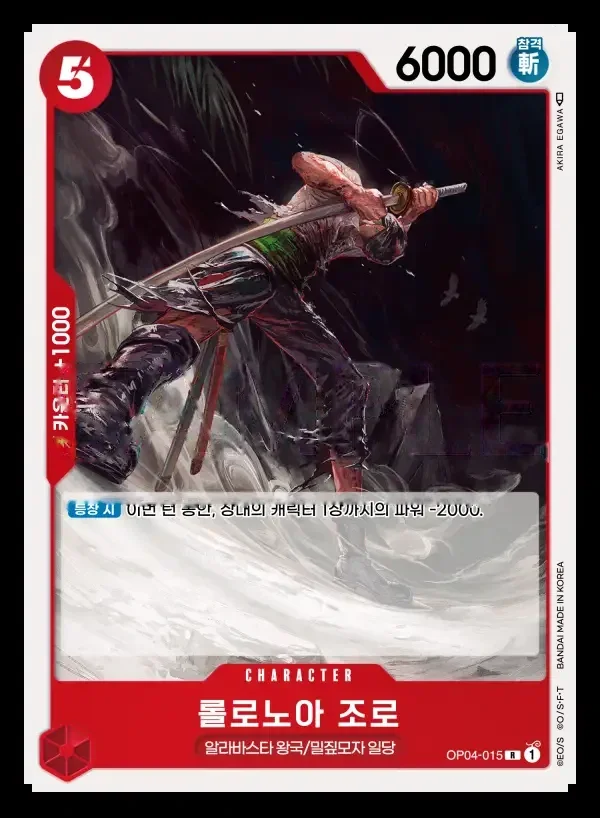 5
6000
참격
斬
AKIRA EGAWA
카운터 +1000
등장 시 이번 턴 동안, 상대의 캐릭터 1장까지의 파워 -2000.
BANDAI MADE IN KOREA
©EO/S ©O/S·F·T
CHARACTER
롤로노아 조로
알라바스타 왕국/밀짚모자 일당
OP04-015 R 1